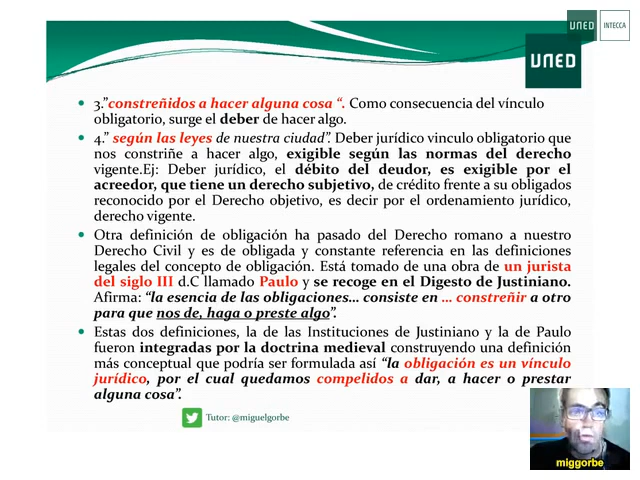 UNED
INTECCA
UNED
3.”constreñidos a hacer alguna cosa “. Como consecuencia del vínculo
obligatorio, surge el deber de hacer algo.
4.” según las leyes de nuestra ciudad”. Deber jurídico vinculo obligatorio que
nos constriñe a hacer algo, exigible según las normas del derecho
vigente.Ej: Deber jurídico, el débito del deudor, es exigible por el
acreedor, que tiene un derecho subjetivo, de crédito frente a su obligados
reconocido por el Derecho objetivo, es decir por el ordenamiento jurídico,
derecho vigente.
Otra definición de obligación ha pasado del Derecho romano a nuestro
Derecho Civil y es de obligada y constante referencia en las definiciones
legales del concepto de obligación. Está tomado de una obra de un jurista
del siglo III d.C llamado Paulo y se recoge en el Digesto de Justiniano.
Afirma: “la esencia de las obligaciones... consiste en ... constreñir a otro
para que nos de, haga o preste algo”.
Estas dos definiciones, la de las Instituciones de Justiniano y la de Paulo
fueron integradas por la doctrina medieval construyendo una definición
más conceptual que podría ser formulada así “la obligación es un vínculo
jurídico, por el cual quedamos compelidos a dar, a hacer o prestar
alguna cosa”.
Tutor: @miguelgorbe
miggorbe